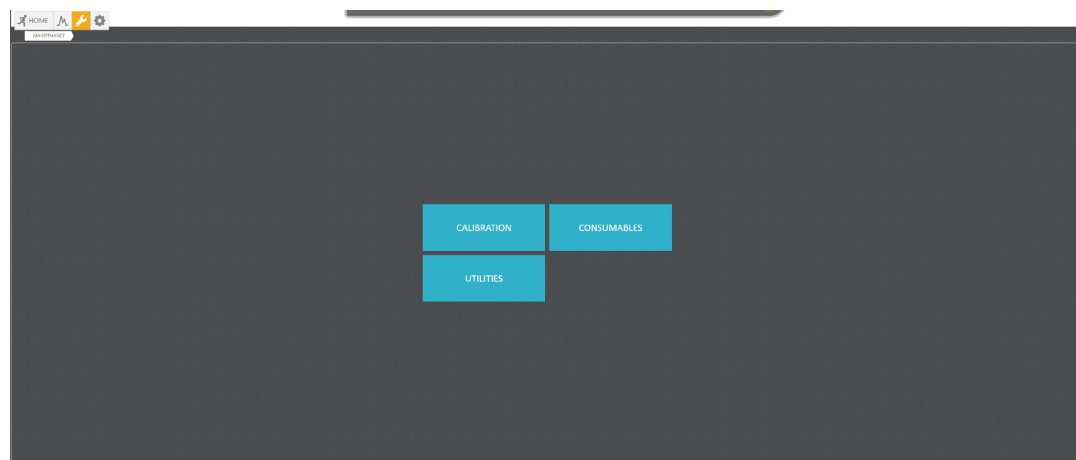 HOME
MAINTENANCE
CALIBRATION CONSUMABLES
UTILITIES